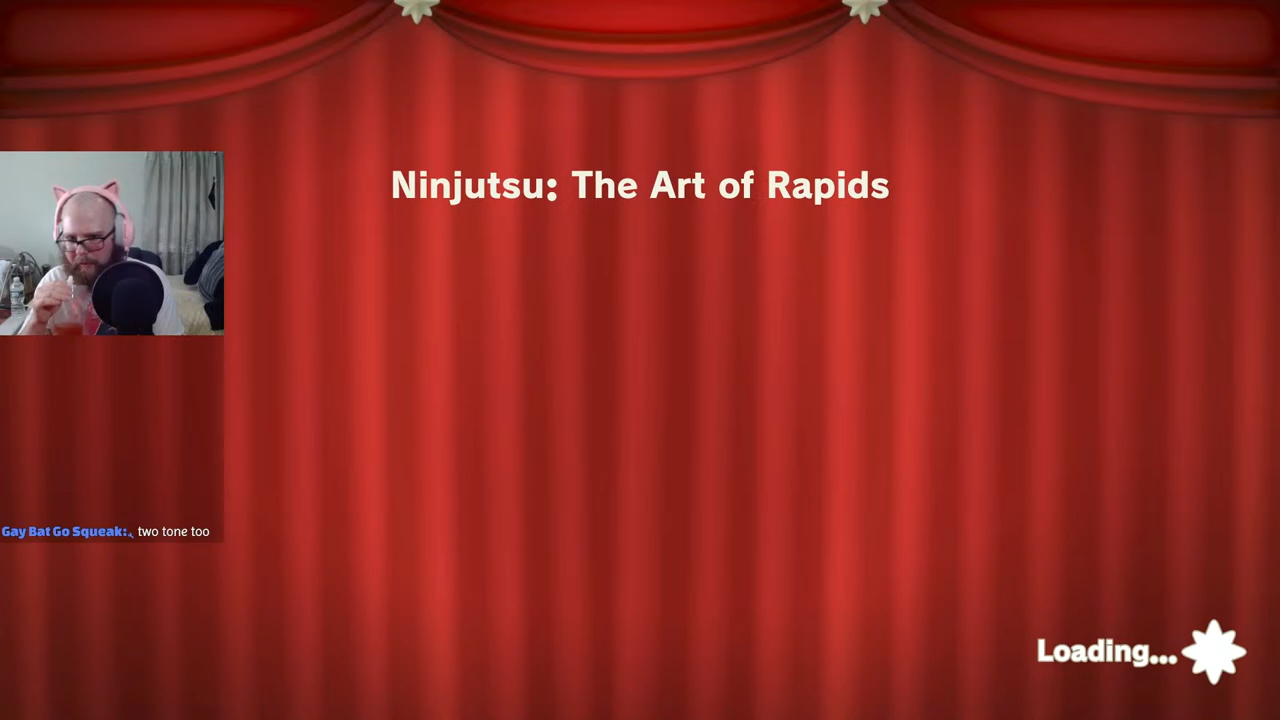 Ninjutsu: The Art of Rapids
Gay Bat Go Squeak: two tone too
Loading...